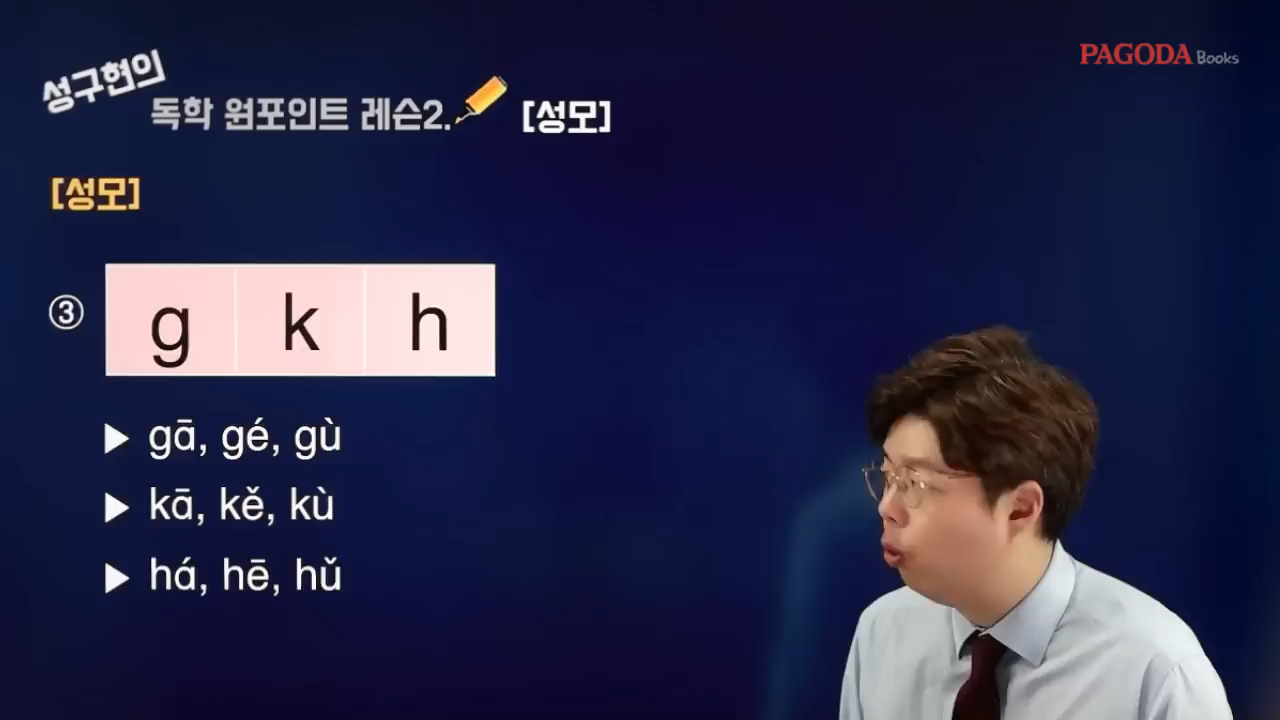 PAGODA Books
성구현의
독학 원포인트 레슨2. [성모]
[성모]
③ g k h
▶ gā, gé, gù
▶ kā, kě, kù
▶ há, hē, hǔ